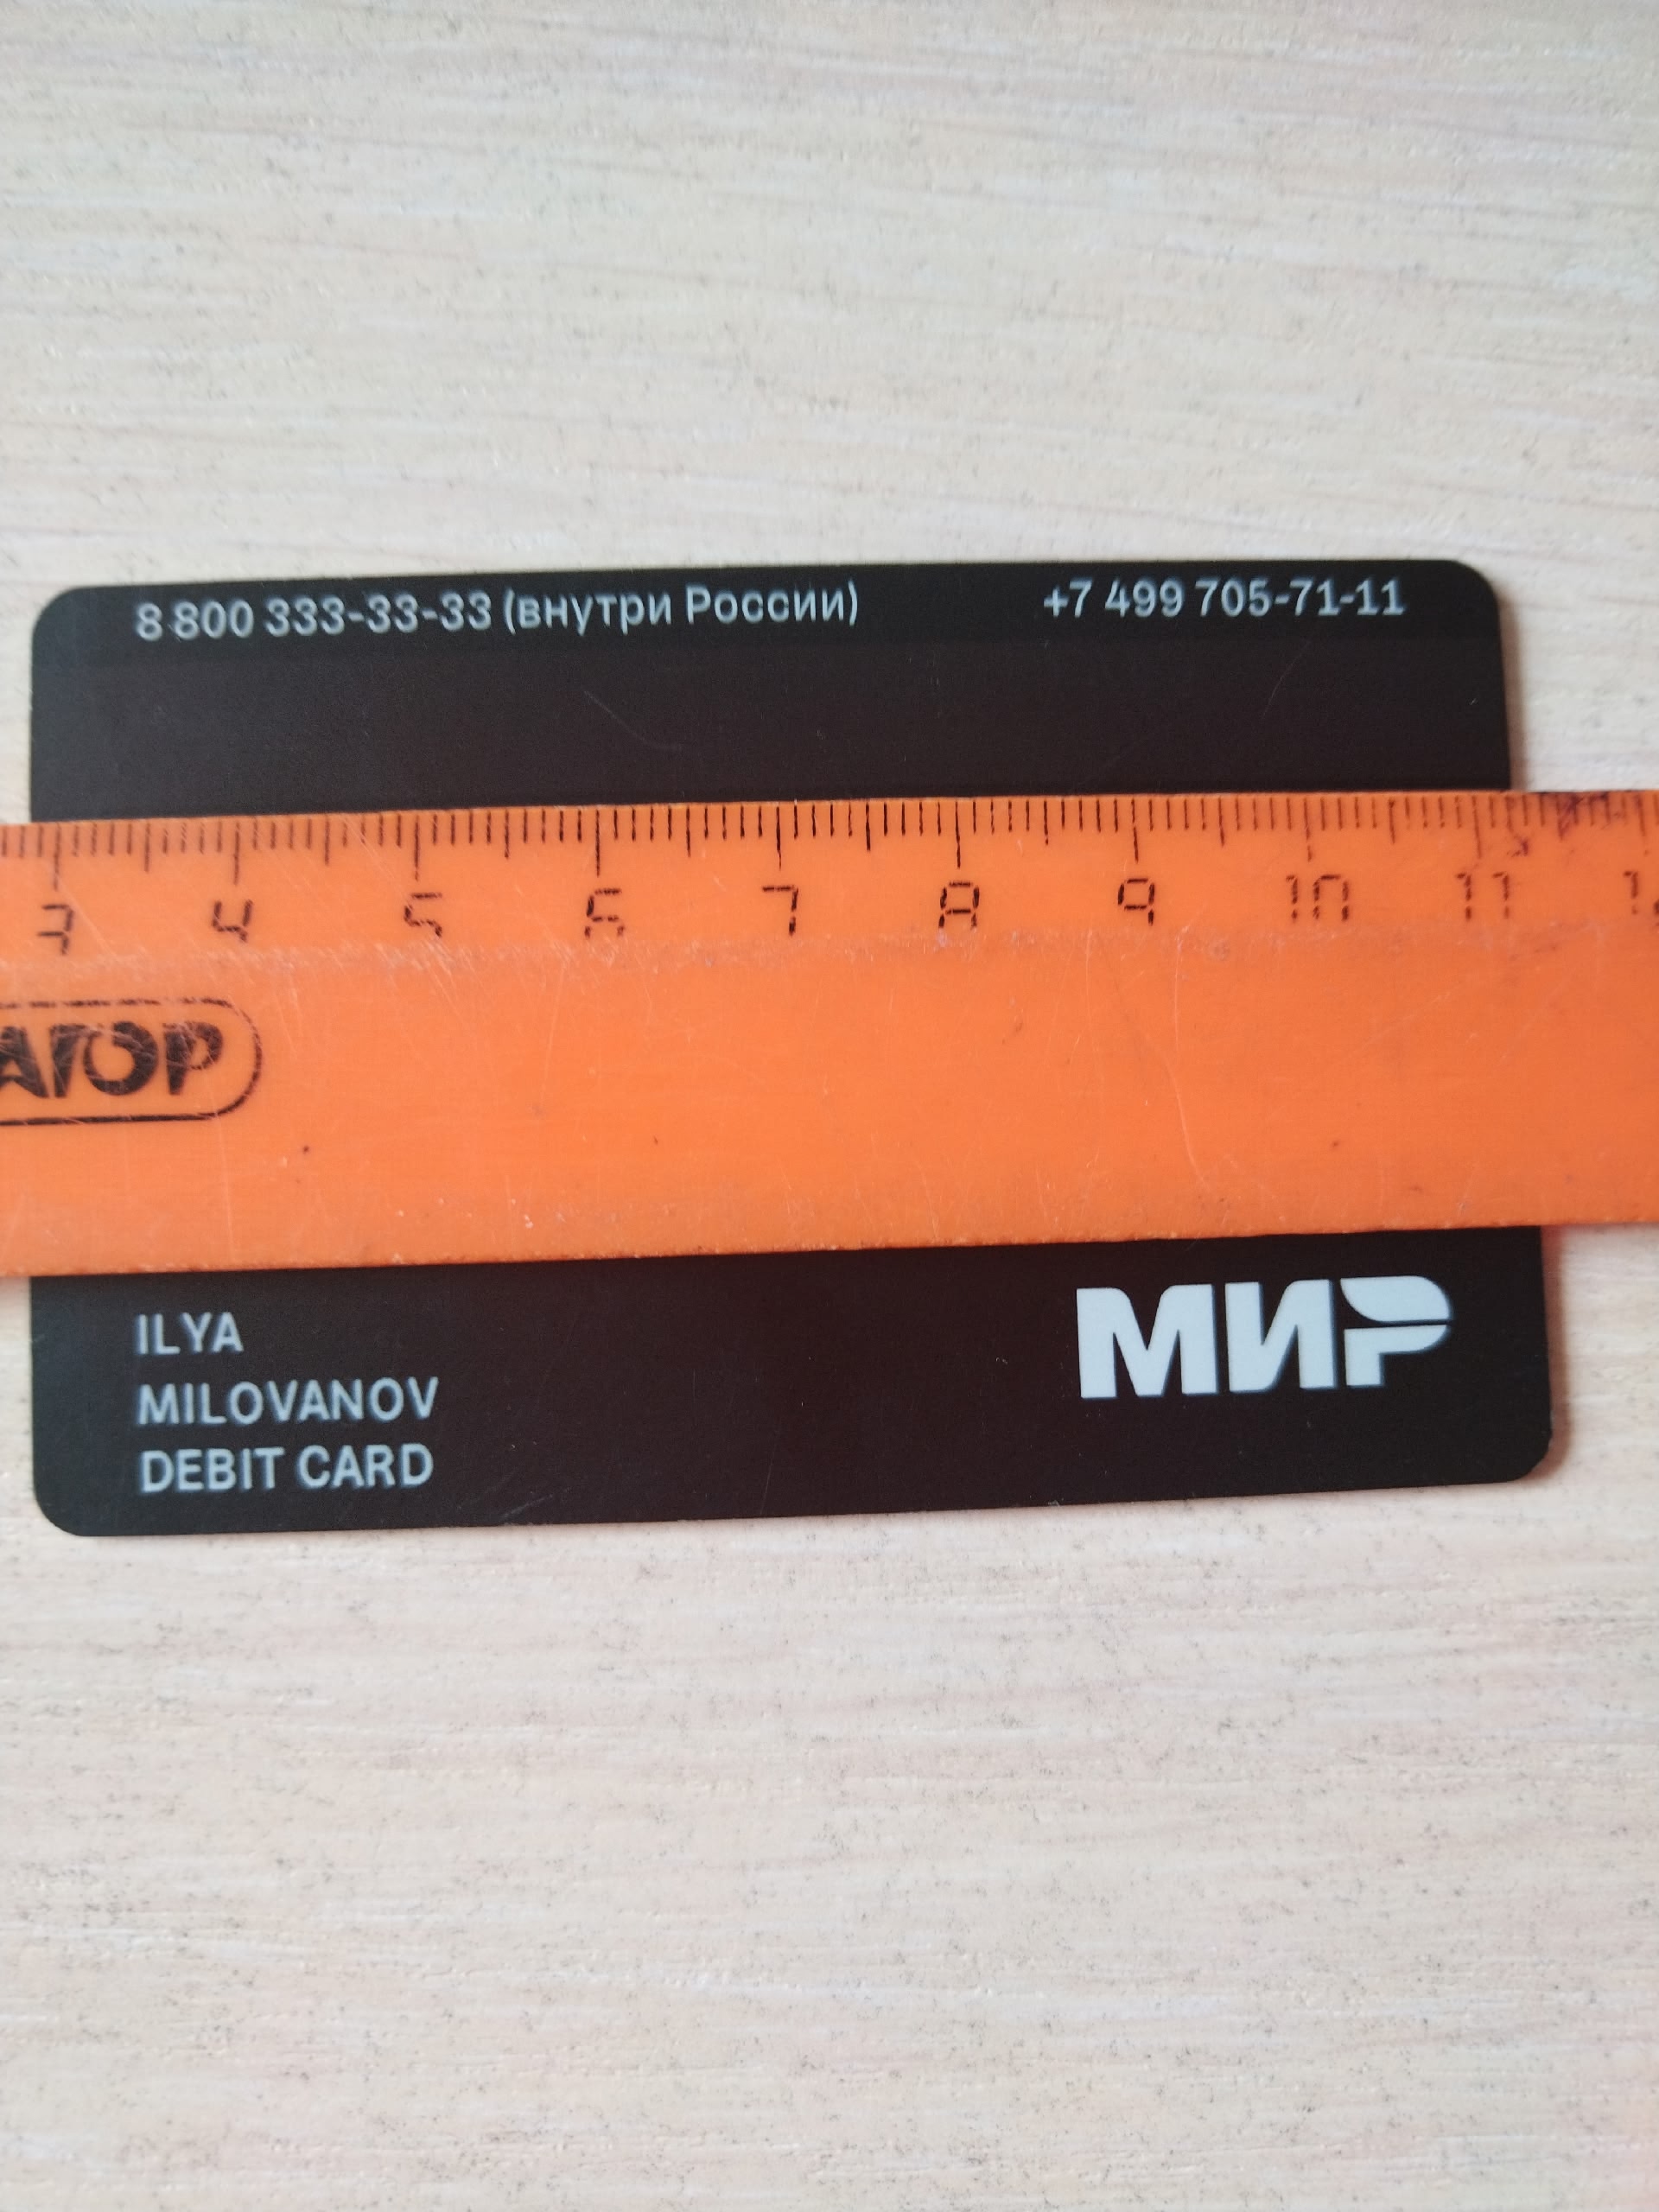 8 800 333-33-33 (внутри России) +7 499 705-71-11
3 4 5 6 7 8 9 10 11
ILYA
MILOVANOV
DEBIT CARD
МИР